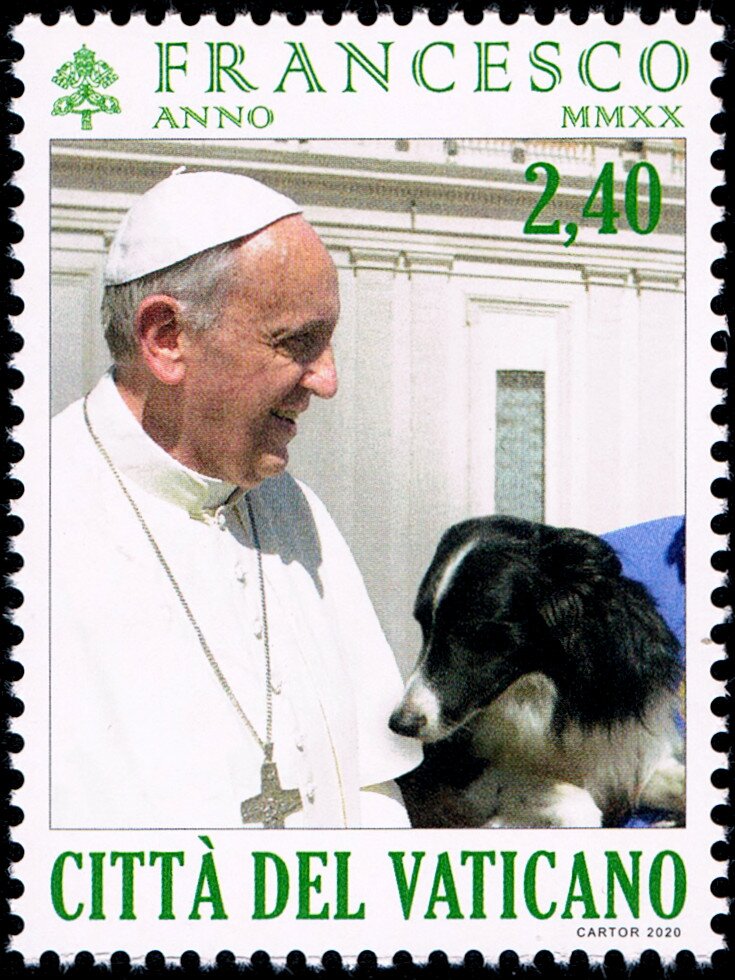 FRANCESCO
ANNO MMXX
2,40
CITTÀ DEL VATICANO
CARTOR 2020